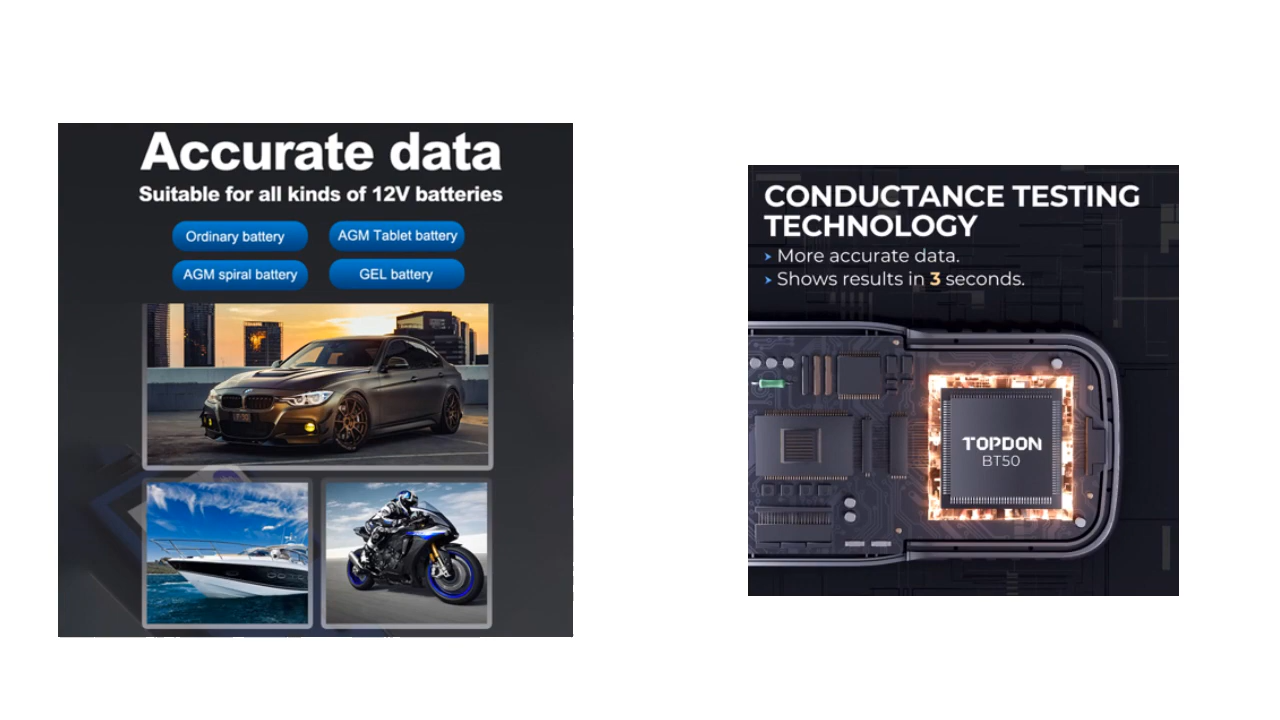 Accurate data
Suitable for all kinds of 12V batteries
Ordinary battery
AGM Tablet battery
AGM spiral battery
GEL battery
CONDUCTANCE TESTING
TECHNOLOGY
More accurate data.
Shows results in 3 seconds.
TOPDON
BT50